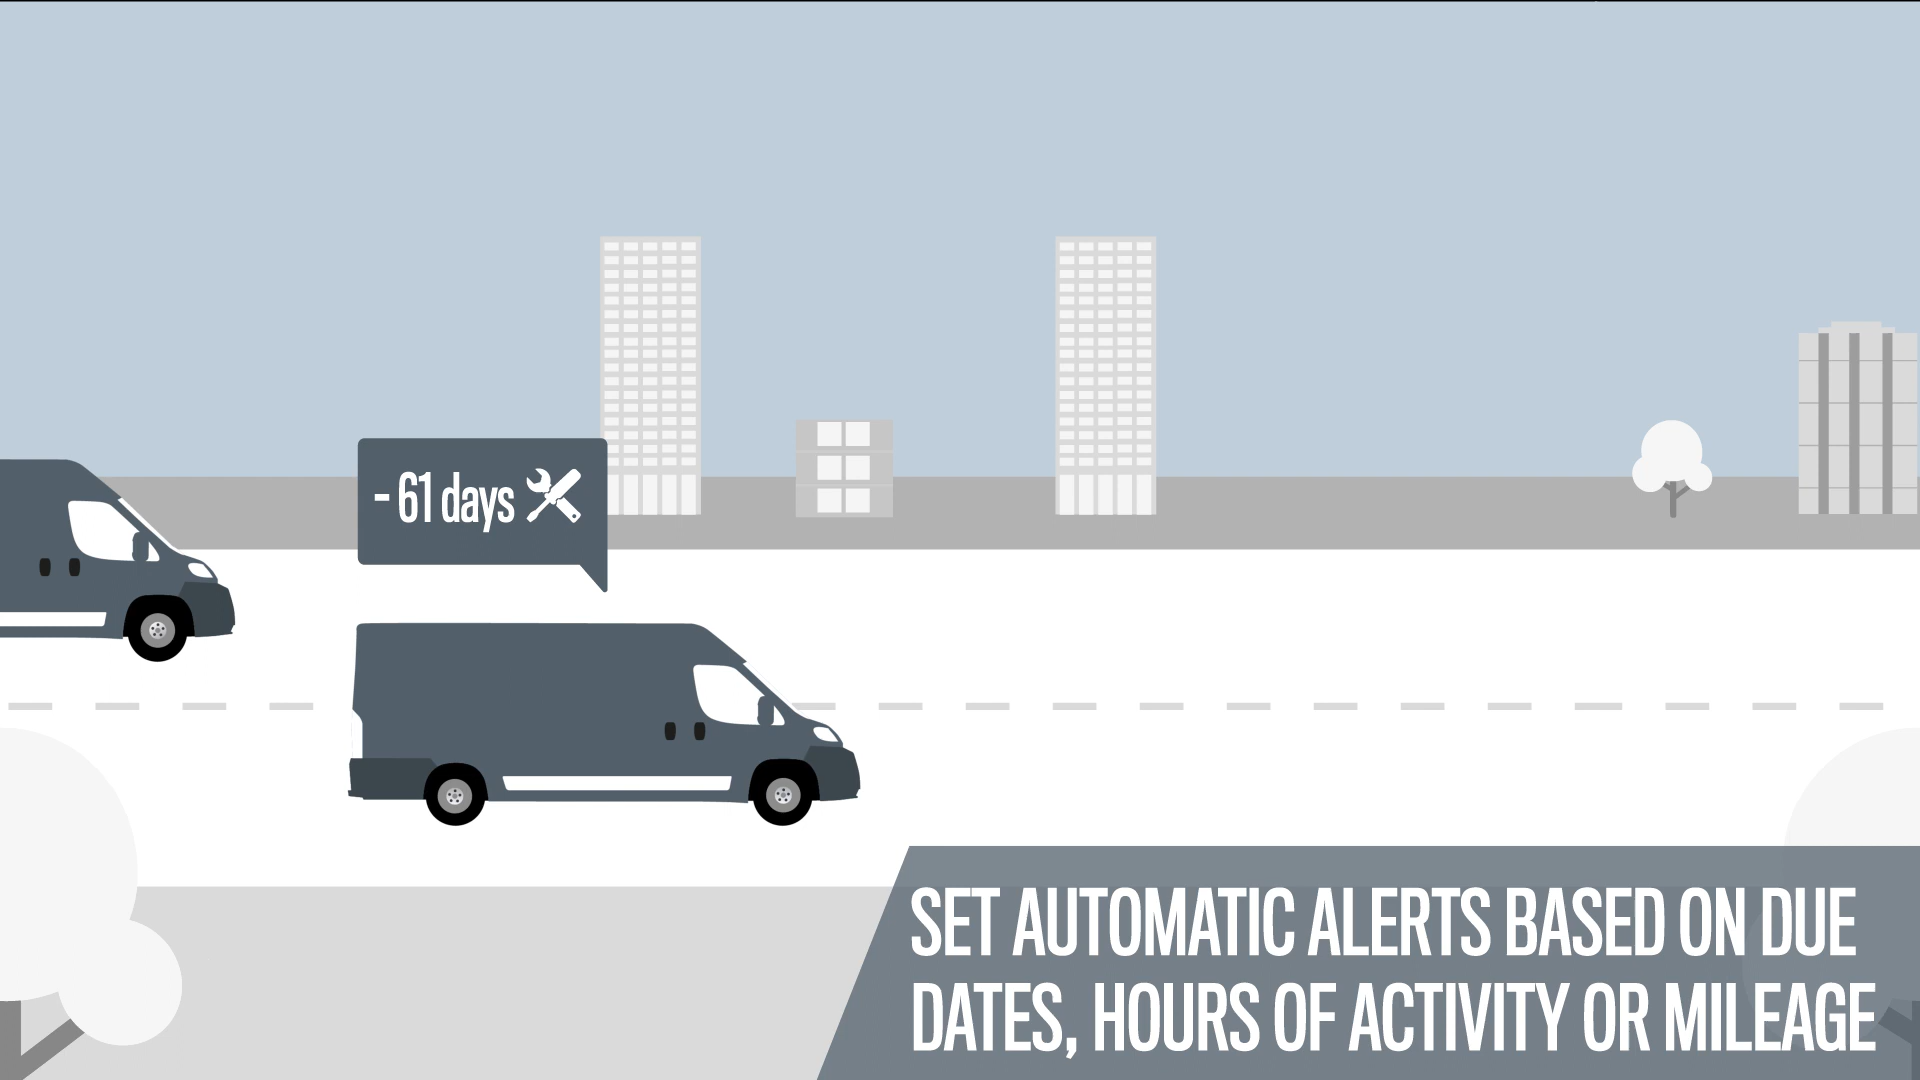 - 61 days
SET AUTOMATIC ALERTS BASED ON DUE
DATES, HOURS OF ACTIVITY OR MILEAGE